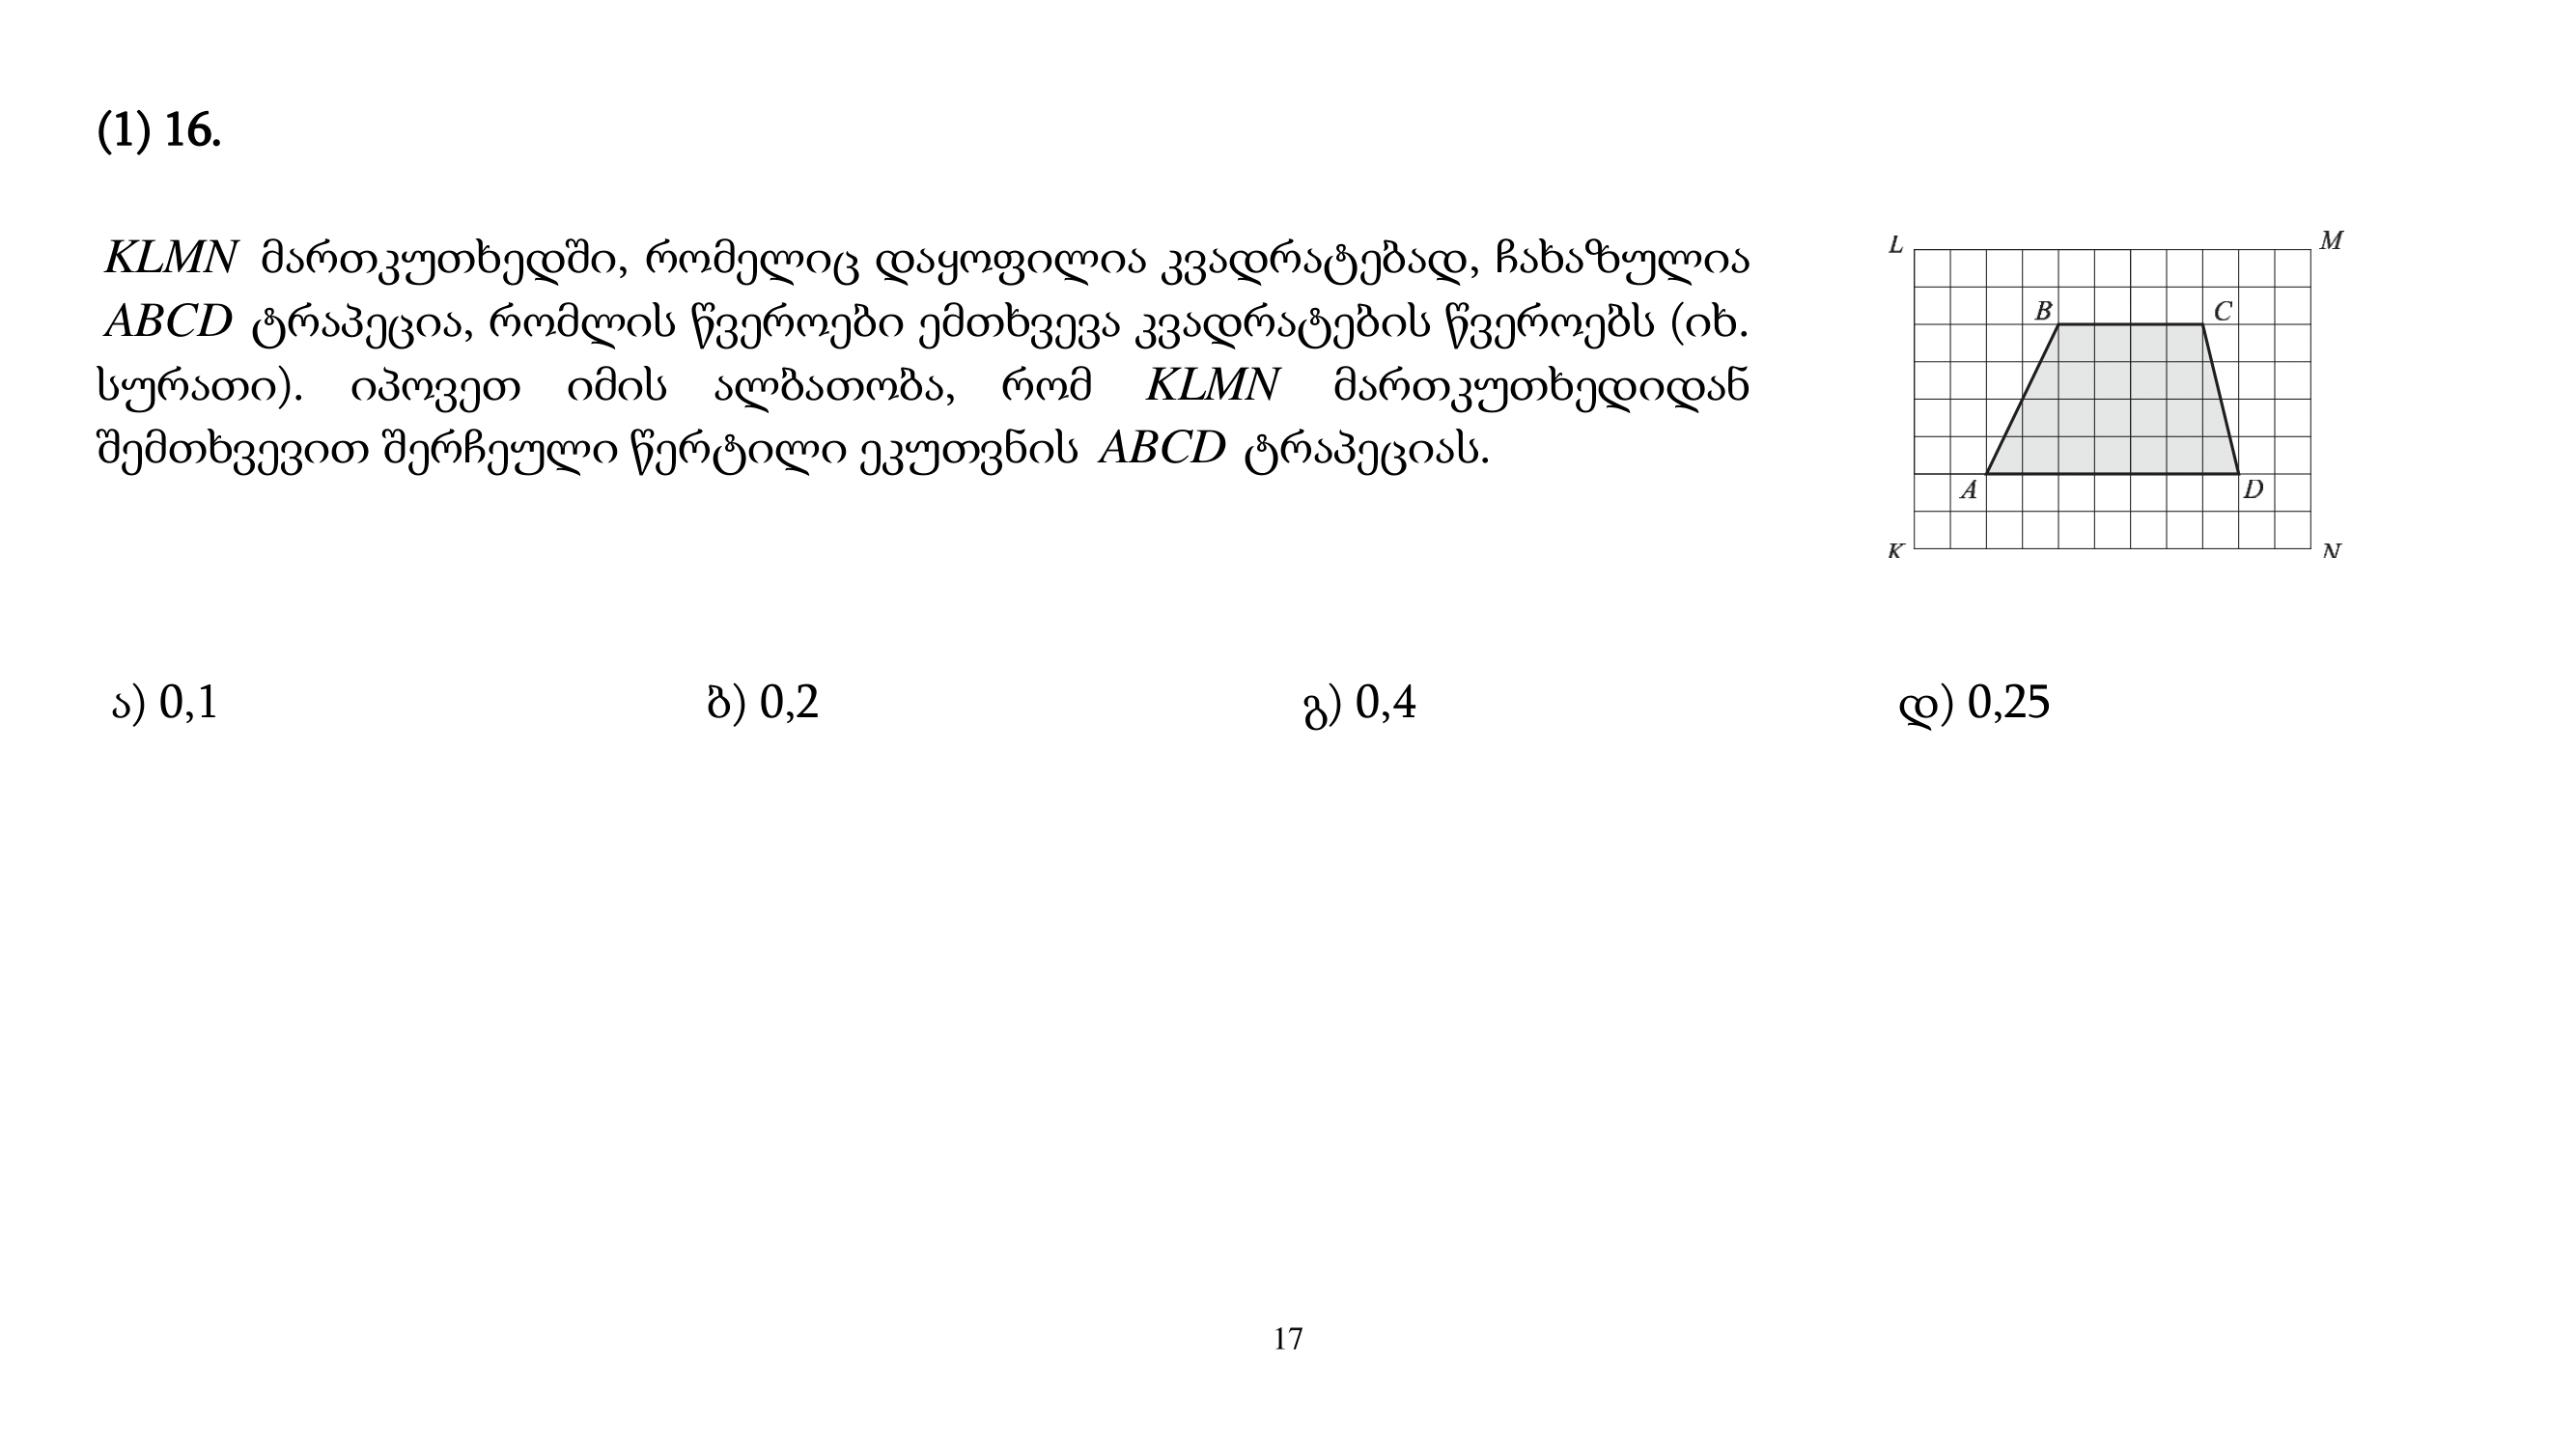 (1) 16.
KLMN მართკუთხედში, რომელიც დაყოფილია კვადრატებად, ჩახაზულია
ABCD ტრაპეცია, რომლის წვეროები ემთხვევა კვადრატების წვეროებს (იხ.
სურათი). იპოვეთ იმის ალბათობა, რომ KLMN მართკუთხედიდან
შემთხვევით შერჩეული წერტილი ეკუთვნის ABCD ტრაპეციას.
L
M
B
C
A
D
K
N
ა) 0,1
ბ) 0,2
გ) 0,4
დ) 0,25
17